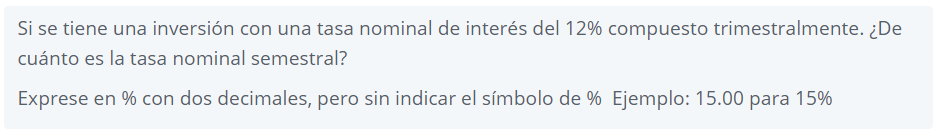 Si se tiene una inversión con una tasa nominal de interés del 12% compuesto trimestralmente. ¿De
cuánto es la tasa nominal semestral?
Exprese en % con dos decimales, pero sin indicar el símbolo de %  Ejemplo: 15.00 para 15%